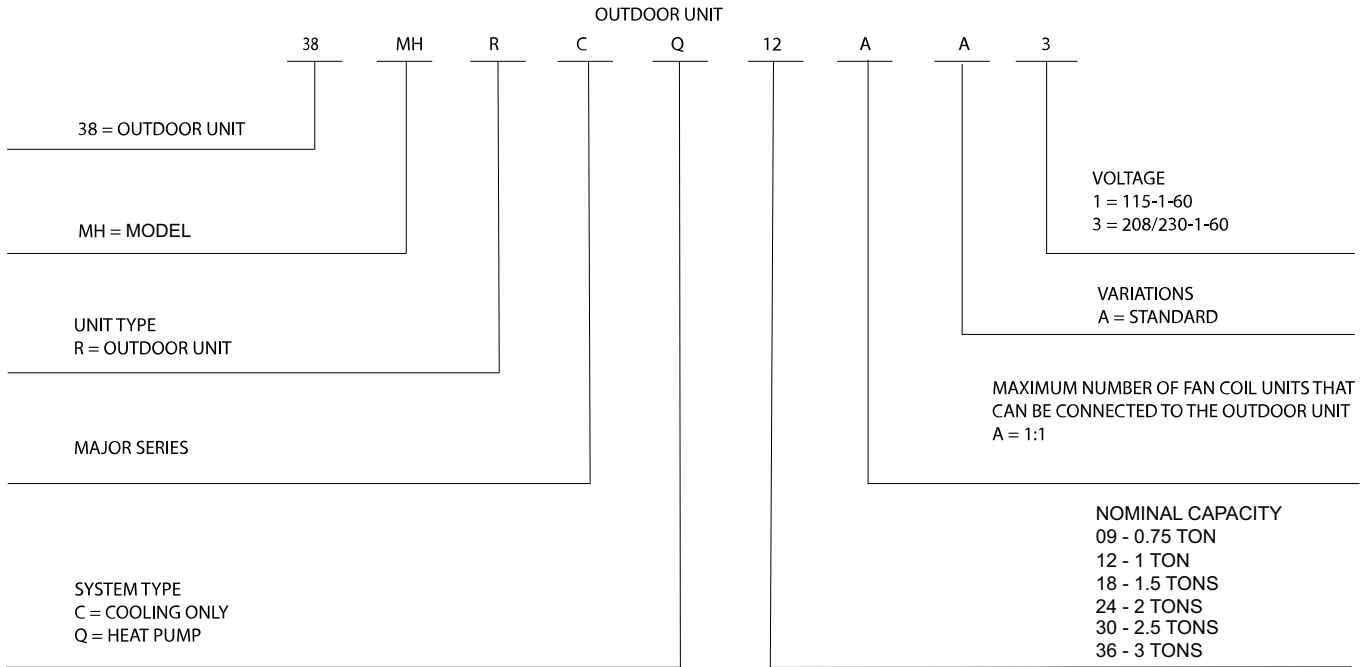 OUTDOOR UNIT
38 MH R C Q 12 A A 3
38 = OUTDOOR UNIT
MH = MODEL
UNIT TYPE
R = OUTDOOR UNIT
MAJOR SERIES
SYSTEM TYPE
C = COOLING ONLY
Q = HEAT PUMP
VOLTAGE
1 = 115-1-60
3 = 208/230-1-60
VARIATIONS
A = STANDARD
MAXIMUM NUMBER OF FAN COIL UNITS THAT
CAN BE CONNECTED TO THE OUTDOOR UNIT
A = 1:1
NOMINAL CAPACITY
09 - 0.75 TON
12 - 1 TON
18 - 1.5 TONS
24 - 2 TONS
30 - 2.5 TONS
36 - 3 TONS